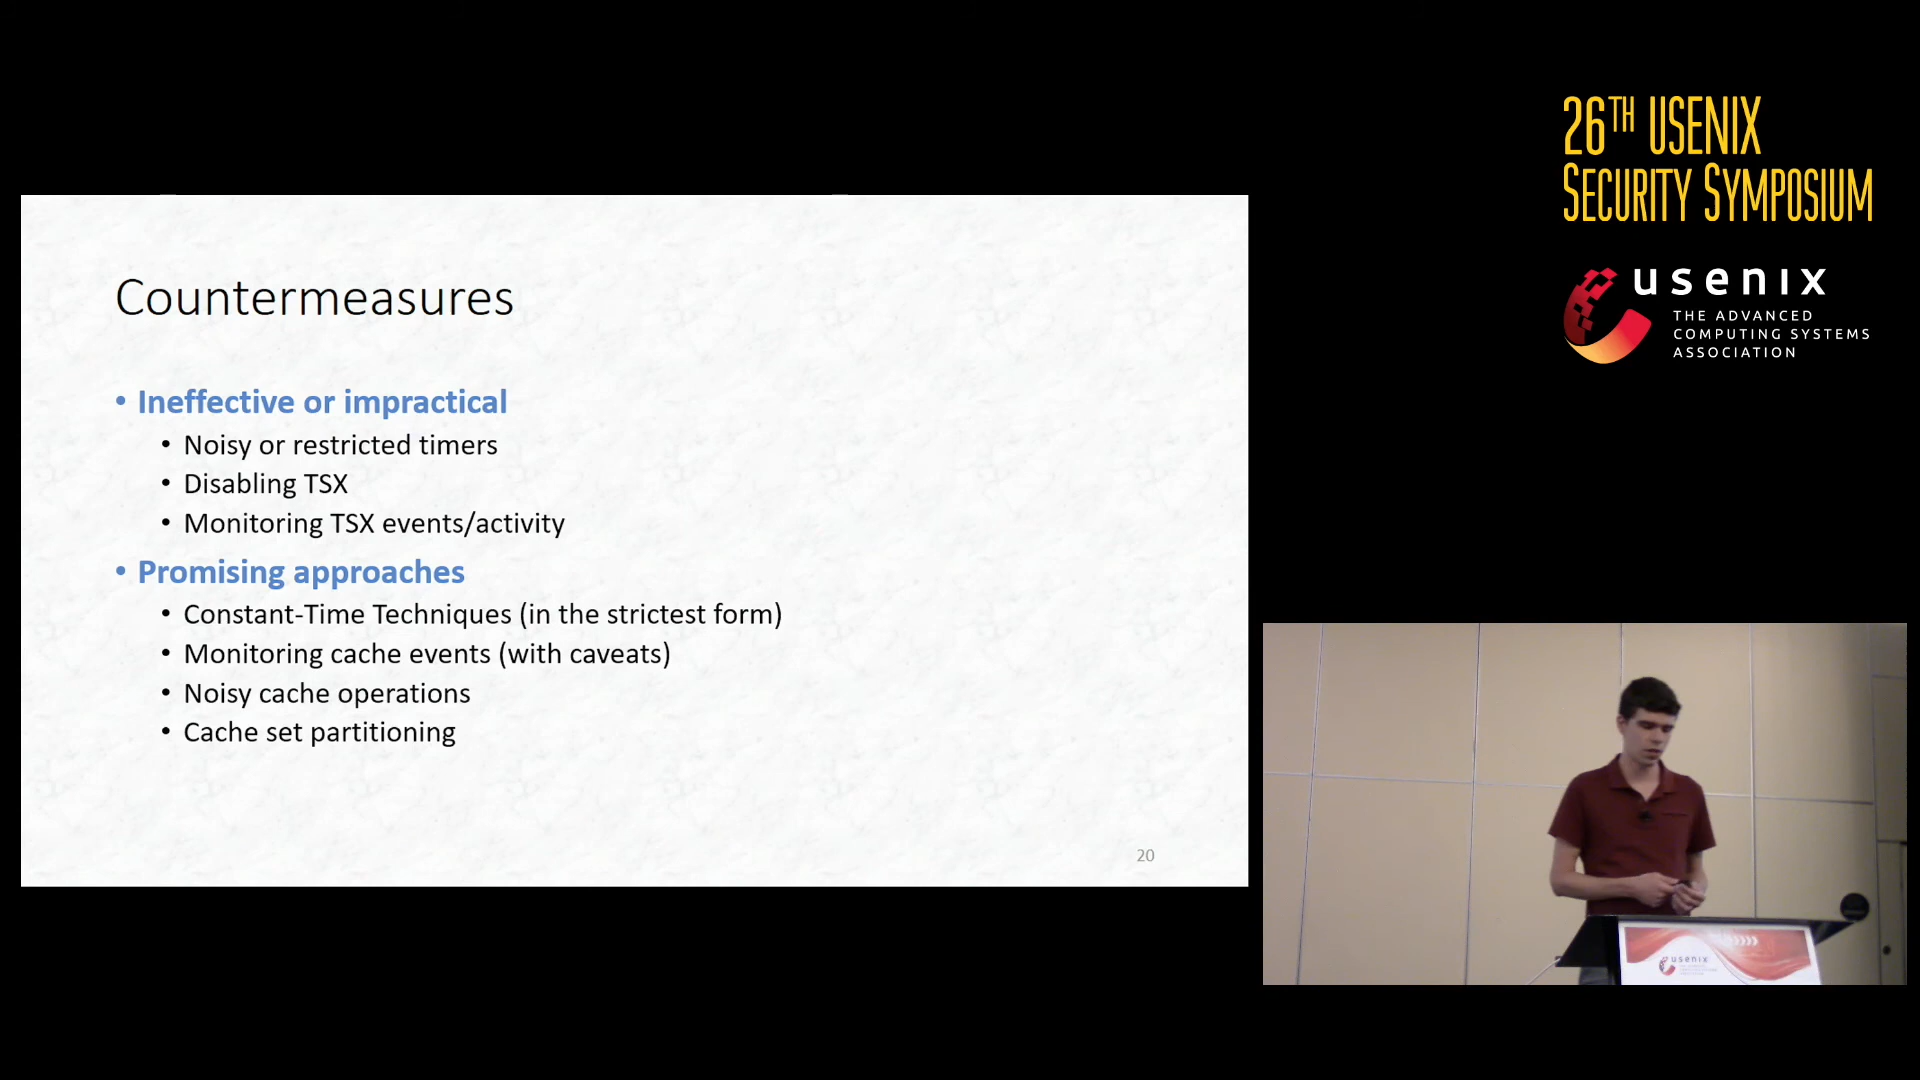 26TH USENIX
SECURITY SYMPOSIUM
usenix
THE ADVANCED
COMPUTING SYSTEMS
ASSOCIATION
Countermeasures
• Ineffective or impractical
• Noisy or restricted timers
• Disabling TSX
• Monitoring TSX events/activity
• Promising approaches
• Constant-Time Techniques (in the strictest form)
• Monitoring cache events (with caveats)
• Noisy cache operations
• Cache set partitioning
20
usenix